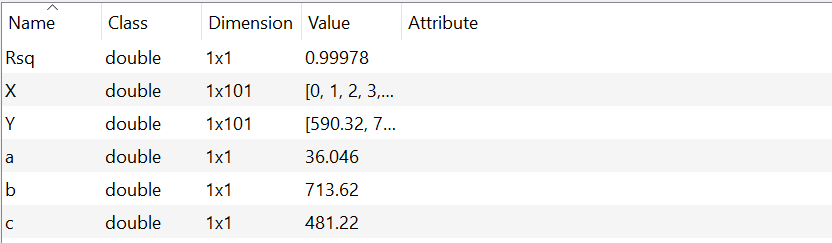 Name Class Dimension Value Attribute
Rsq double 1x1 0.99978
X double 1x101 [0, 1, 2, 3,...
Y double 1x101 [590.32, 7...
a double 1x1 36.046
b double 1x1 713.62
c double 1x1 481.22